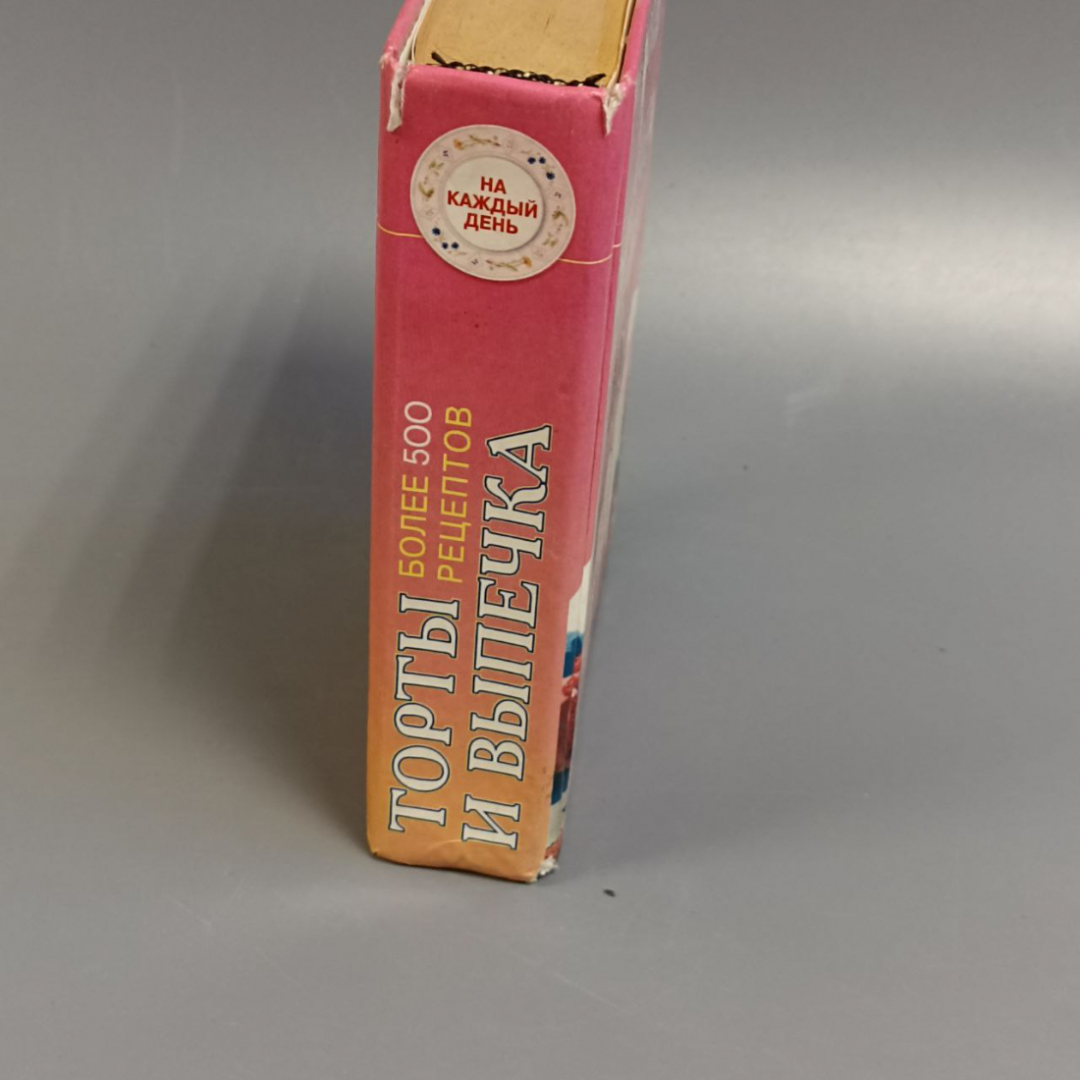 НА
КАЖДЫЙ
ДЕНЬ
ТОРТЫ БОЛЕЕ 500
РЕЦЕПТОВ
И ВЫПЕЧКА